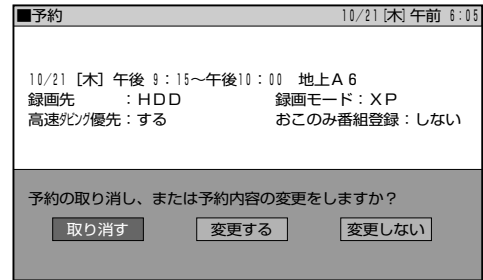 ■予約 10/21[木]午前 6:05
10/21 [木] 午後 9:15～午後10:00 地上A6
録画先 :HDD 録画モード:XP
高速ダビング優先:する おこのみ番組登録:しない
予約の取り消し、または予約内容の変更をしますか?
取り消す 変更する 変更しない